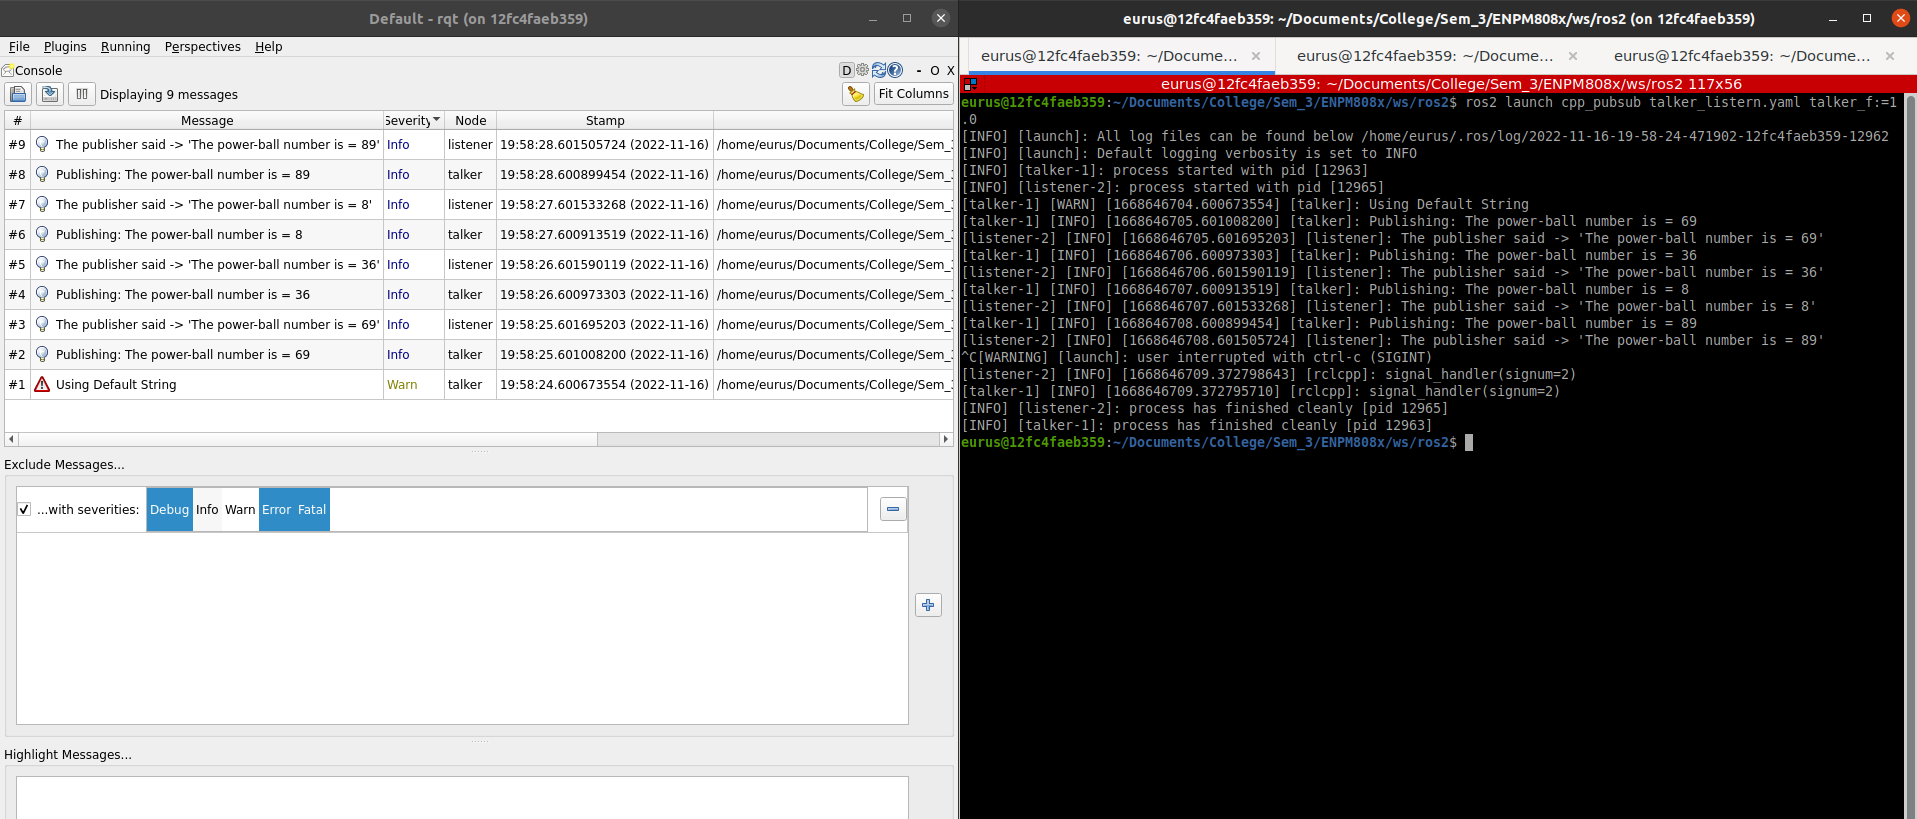 Default - rqt (on 12fc4faeb359)
File Plugins Running Perspectives Help
Console
D - O X
Displaying 9 messages
Fit Columns
# Message Severity Node Stamp
#9 The publisher said -> 'The power-ball number is = 89' Info listener 19:58:28.601505724 (2022-11-16) /home/eurus/Documents/College/Sem_3
#8 Publishing: The power-ball number is = 89 Info talker 19:58:28.600899454 (2022-11-16) /home/eurus/Documents/College/Sem_3
#7 The publisher said -> 'The power-ball number is = 8' Info listener 19:58:27.601533268 (2022-11-16) /home/eurus/Documents/College/Sem_3
#6 Publishing: The power-ball number is = 8 Info talker 19:58:27.600913519 (2022-11-16) /home/eurus/Documents/College/Sem_3
#5 The publisher said -> 'The power-ball number is = 36' Info listener 19:58:26.601590119 (2022-11-16) /home/eurus/Documents/College/Sem_3
#4 Publishing: The power-ball number is = 36 Info talker 19:58:26.600973303 (2022-11-16) /home/eurus/Documents/College/Sem_3
#3 The publisher said -> 'The power-ball number is = 69' Info listener 19:58:25.601695203 (2022-11-16) /home/eurus/Documents/College/Sem_3
#2 Publishing: The power-ball number is = 69 Info talker 19:58:25.601008200 (2022-11-16) /home/eurus/Documents/College/Sem_3
#1 Using Default String Warn talker 19:58:24.600673554 (2022-11-16) /home/eurus/Documents/College/Sem_3
Exclude Messages...
...with severities: Debug Info Warn Error Fatal
Highlight Messages...
eurus@12fc4faeb359: ~/Documents/College/Sem_3/ENPM808x/ws/ros2 (on 12fc4faeb359)
eurus@12fc4faeb359: ~/Docume... eurus@12fc4faeb359: ~/Docume... eurus@12fc4faeb359: ~/Docume...
eurus@12fc4faeb359: ~/Documents/College/Sem_3/ENPM808x/ws/ros2 117x56
eurus@12fc4faeb359:~/Documents/College/Sem_3/ENPM808x/ws/ros2$ ros2 launch cpp_pubsub talker_listern.yaml talker_f:=1
.0
[INFO] [launch]: All log files can be found below /home/eurus/.ros/log/2022-11-16-19-58-24-471902-12fc4faeb359-12962
[INFO] [launch]: Default logging verbosity is set to INFO
[INFO] [talker-1]: process started with pid [12963]
[INFO] [listener-2]: process started with pid [12965]
[talker-1] [WARN] [1668646704.600673554] [talker]: Using Default String
[talker-1] [INFO] [1668646705.601008200] [talker]: Publishing: The power-ball number is = 69
[listener-2] [INFO] [1668646705.601695203] [listener]: The publisher said -> 'The power-ball number is = 69'
[talker-1] [INFO] [1668646706.600973303] [talker]: Publishing: The power-ball number is = 36
[listener-2] [INFO] [1668646706.601590119] [listener]: The publisher said -> 'The power-ball number is = 36'
[talker-1] [INFO] [1668646707.600913519] [talker]: Publishing: The power-ball number is = 8
[listener-2] [INFO] [1668646707.601533268] [listener]: The publisher said -> 'The power-ball number is = 8'
[talker-1] [INFO] [1668646708.600899454] [talker]: Publishing: The power-ball number is = 89
[listener-2] [INFO] [1668646708.601505724] [listener]: The publisher said -> 'The power-ball number is = 89'
^C[WARNING] [launch]: user interrupted with ctrl-c (SIGINT)
[listener-2] [INFO] [1668646709.372798643] [rclcpp]: signal_handler(signum=2)
[talker-1] [INFO] [1668646709.372795710] [rclcpp]: signal_handler(signum=2)
[INFO] [listener-2]: process has finished cleanly [pid 12965]
[INFO] [talker-1]: process has finished cleanly [pid 12963]
eurus@12fc4faeb359:~/Documents/College/Sem_3/ENPM808x/ws/ros2$